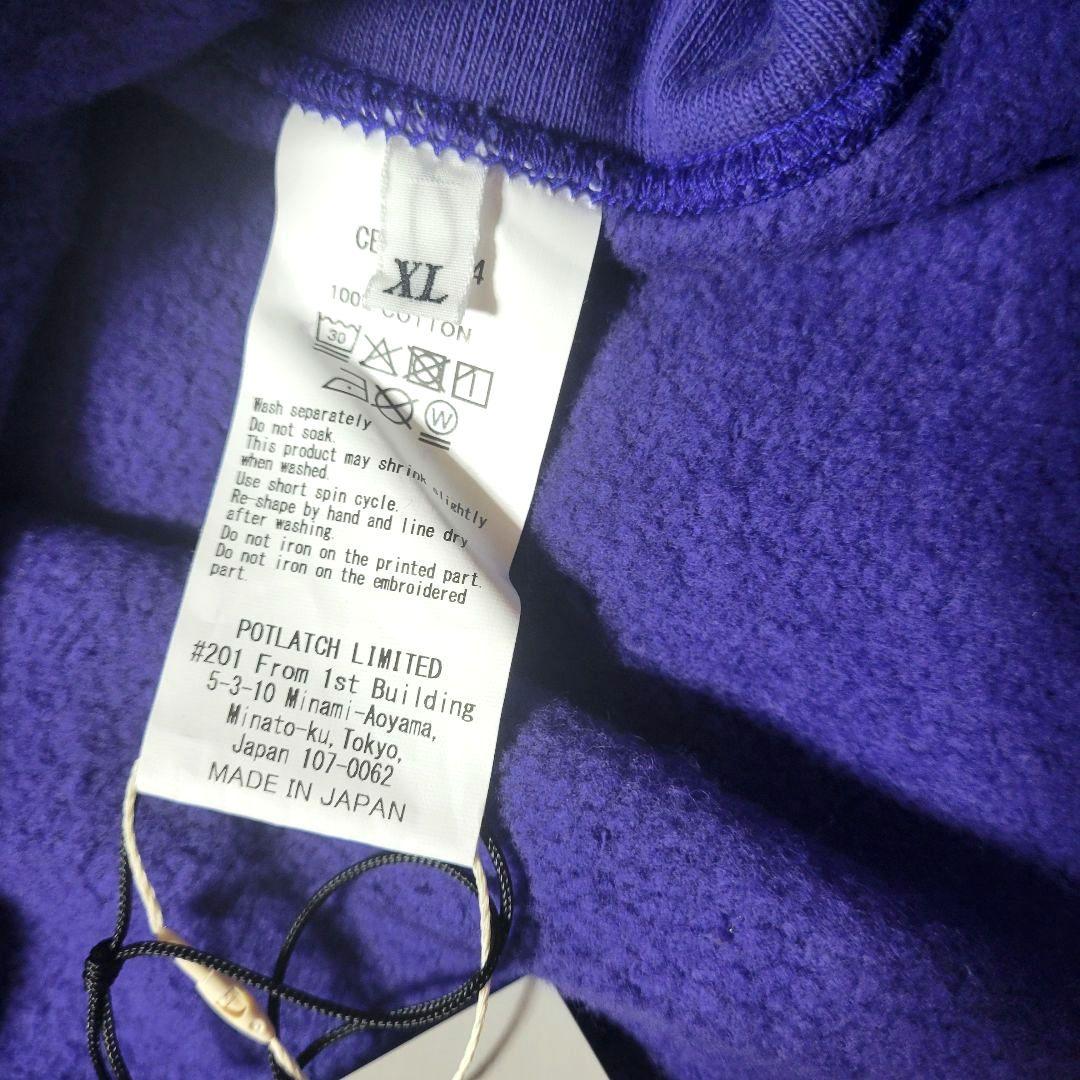 XL
COTTON
30
W
Wash separately
Do not soak.
This product may shrink slightly
when washed.
Use short spin cycle.
Re-shape by hand and line dry
after washing.
Do not iron on the printed part.
Do not iron on the embroidered
part.
POTLATCH LIMITED
#201 From 1st Building
5-3-10 Minami-Aoyama,
Minato-ku, Tokyo,
Japan 107-0062
MADE IN JAPAN